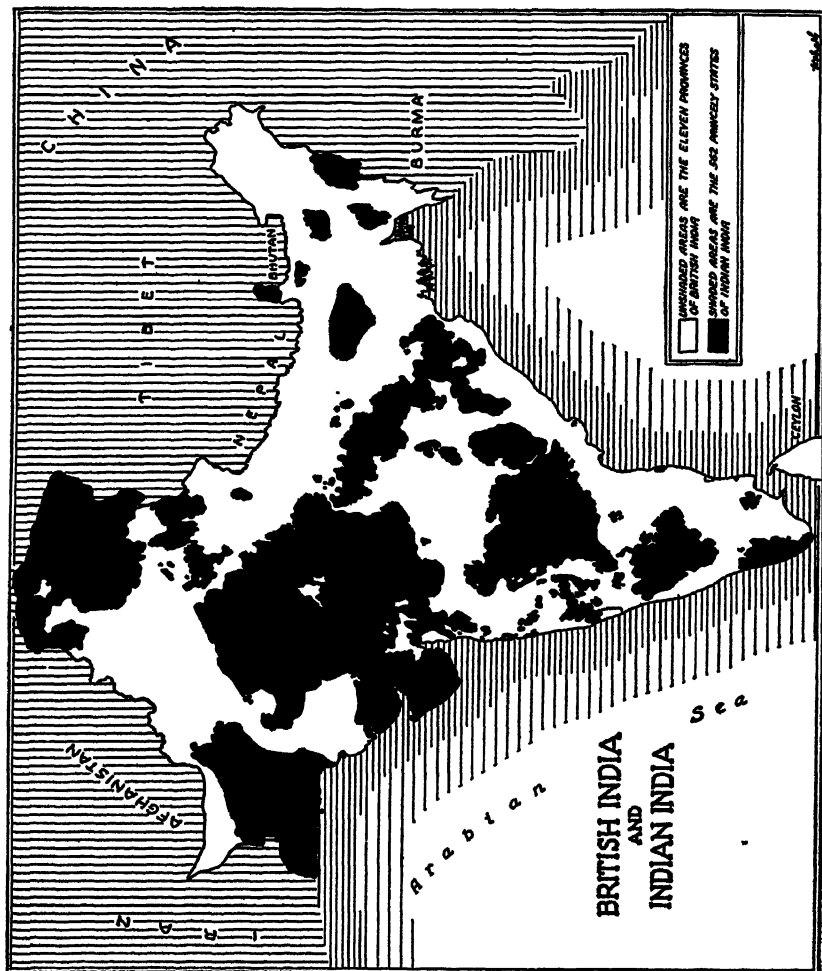 CHINA
TIBET
NEPAL
BHUTAN
BURMA
AFGHANISTAN
IRAN
Arabian Sea
CEYLON
BRITISH INDIA
AND
INDIAN INDIA
UNSHADED AREAS ARE THE ELEVEN PROVINCES
OF BRITISH INDIA
SHADED AREAS ARE THE 562 PRINCELY STATES
OF INDIAN INDIA